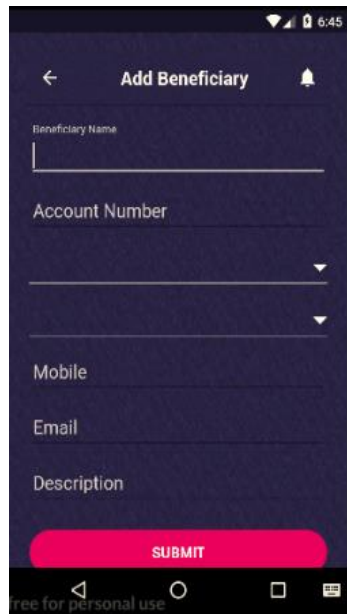 6:45
Add Beneficiary
Beneficiary Name
Account Number
Mobile
Email
Description
SUBMIT
free for personal use